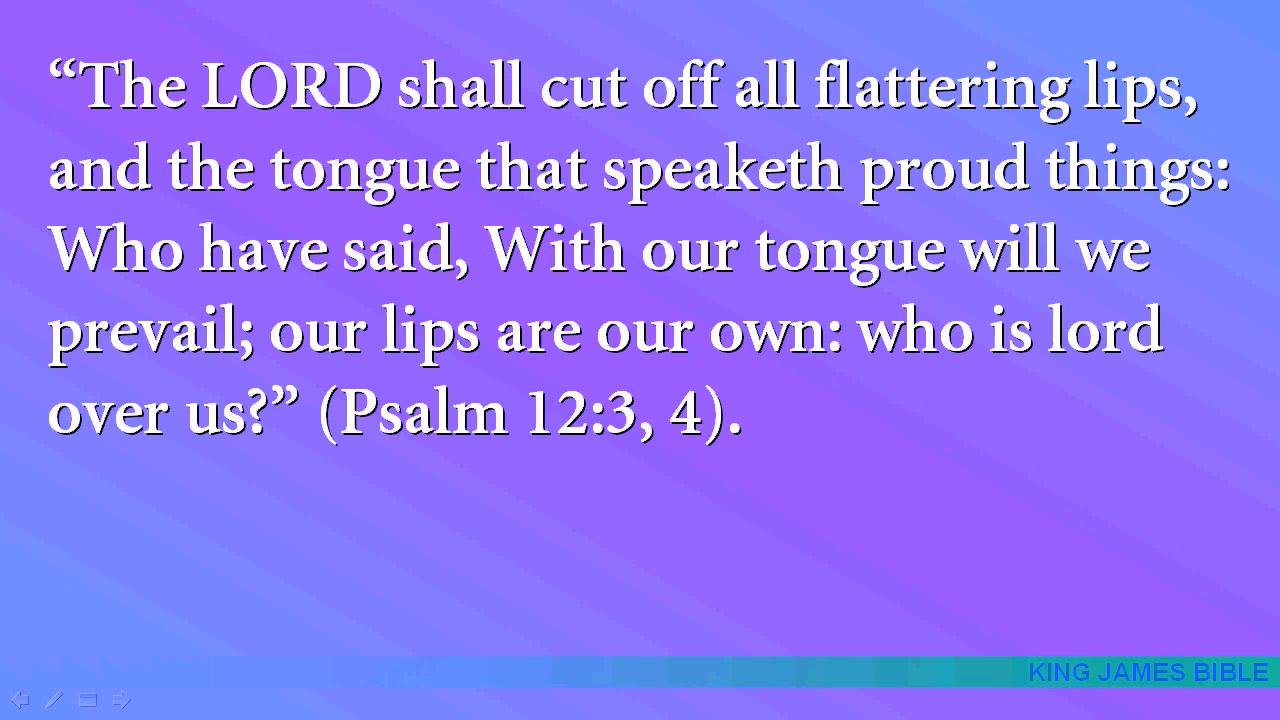 “The LORD shall cut off all flattering lips,
and the tongue that speaketh proud things:
Who have said, With our tongue will we
prevail; our lips are our own: who is lord
over us?” (Psalm 12:3, 4).
KING JAMES BIBLE